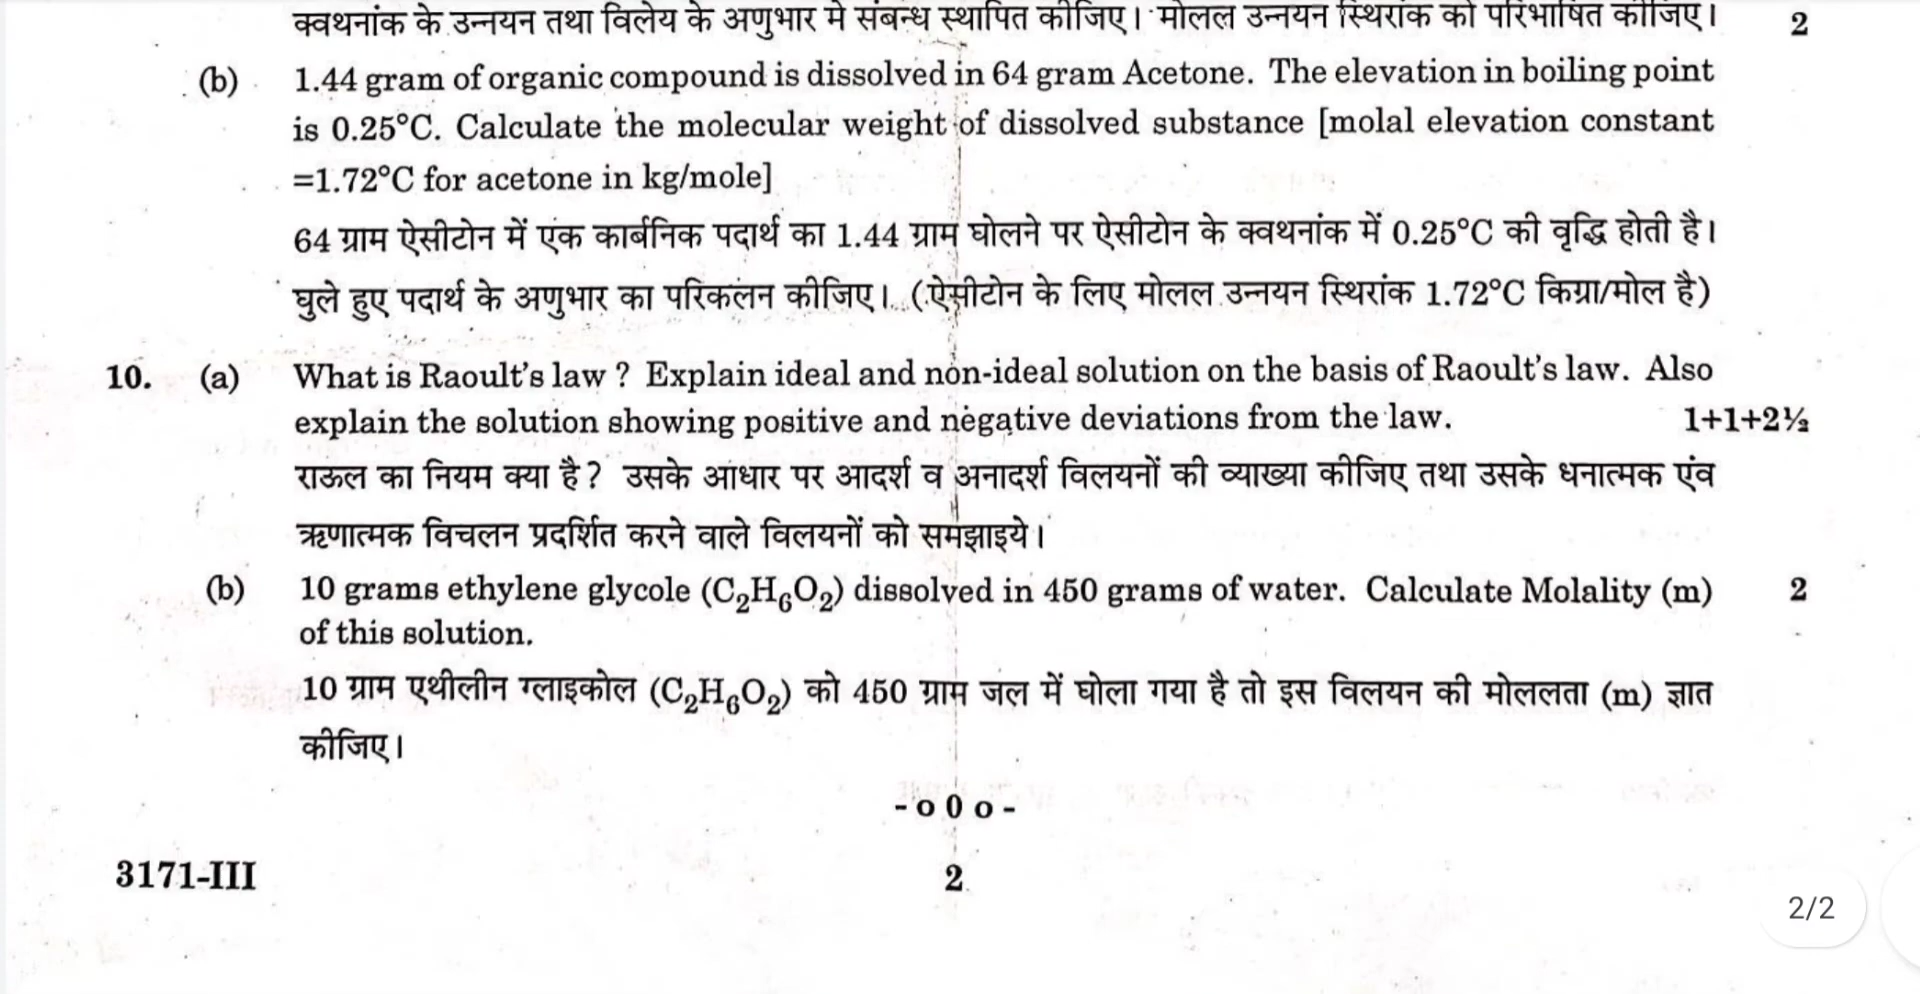 क्वथनांक के उन्नयन तथा विलेय के अणुभार में संबन्ध स्थापित कीजिए। मोलल उन्नयन स्थिरांक को परिभाषित कीजिए। 2
(b) 1.44 gram of organic compound is dissolved in 64 gram Acetone. The elevation in boiling point
is 0.25°C. Calculate the molecular weight of dissolved substance [molal elevation constant
=1.72°C for acetone in kg/mole]
64 ग्राम ऐसीटोन में एंक कार्बनिक पदार्थ का 1.44 ग्राम घोलने पर ऐसीटोन के क्वथनांक में 0.25°C की वृद्धि होती है।
घुले हुए पदार्थ के अणुभार का परिकलन कीजिए। (ऐसीटोन के लिए मोलल उन्नयन स्थिरांक 1.72°C किग्रा/मोल है)
10. (a) What is Raoult's law ? Explain ideal and non-ideal solution on the basis of Raoult's law. Also
explain the solution showing positive and negative deviations from the law. 1+1+2½
राऊल का नियम क्या है? उसके आधार पर आदर्श व अनादर्श विलयनों की व्याख्या कीजिए तथा उसके धनात्मक एंव
ऋणात्मक विचलन प्रदर्शित करने वाले विलयनों को समझाइये।
(b) 10 grams ethylene glycole (C₂H₆O₂) dissolved in 450 grams of water. Calculate Molality (m) 2
of this solution.
10 ग्राम एथीलीन ग्लाइकोल (C₂H₆O₂) को 450 ग्राम जल में घोला गया है तो इस विलयन की मोललता (m) ज्ञात
कीजिए।
- o 0 o -
3171-III 2
2/2